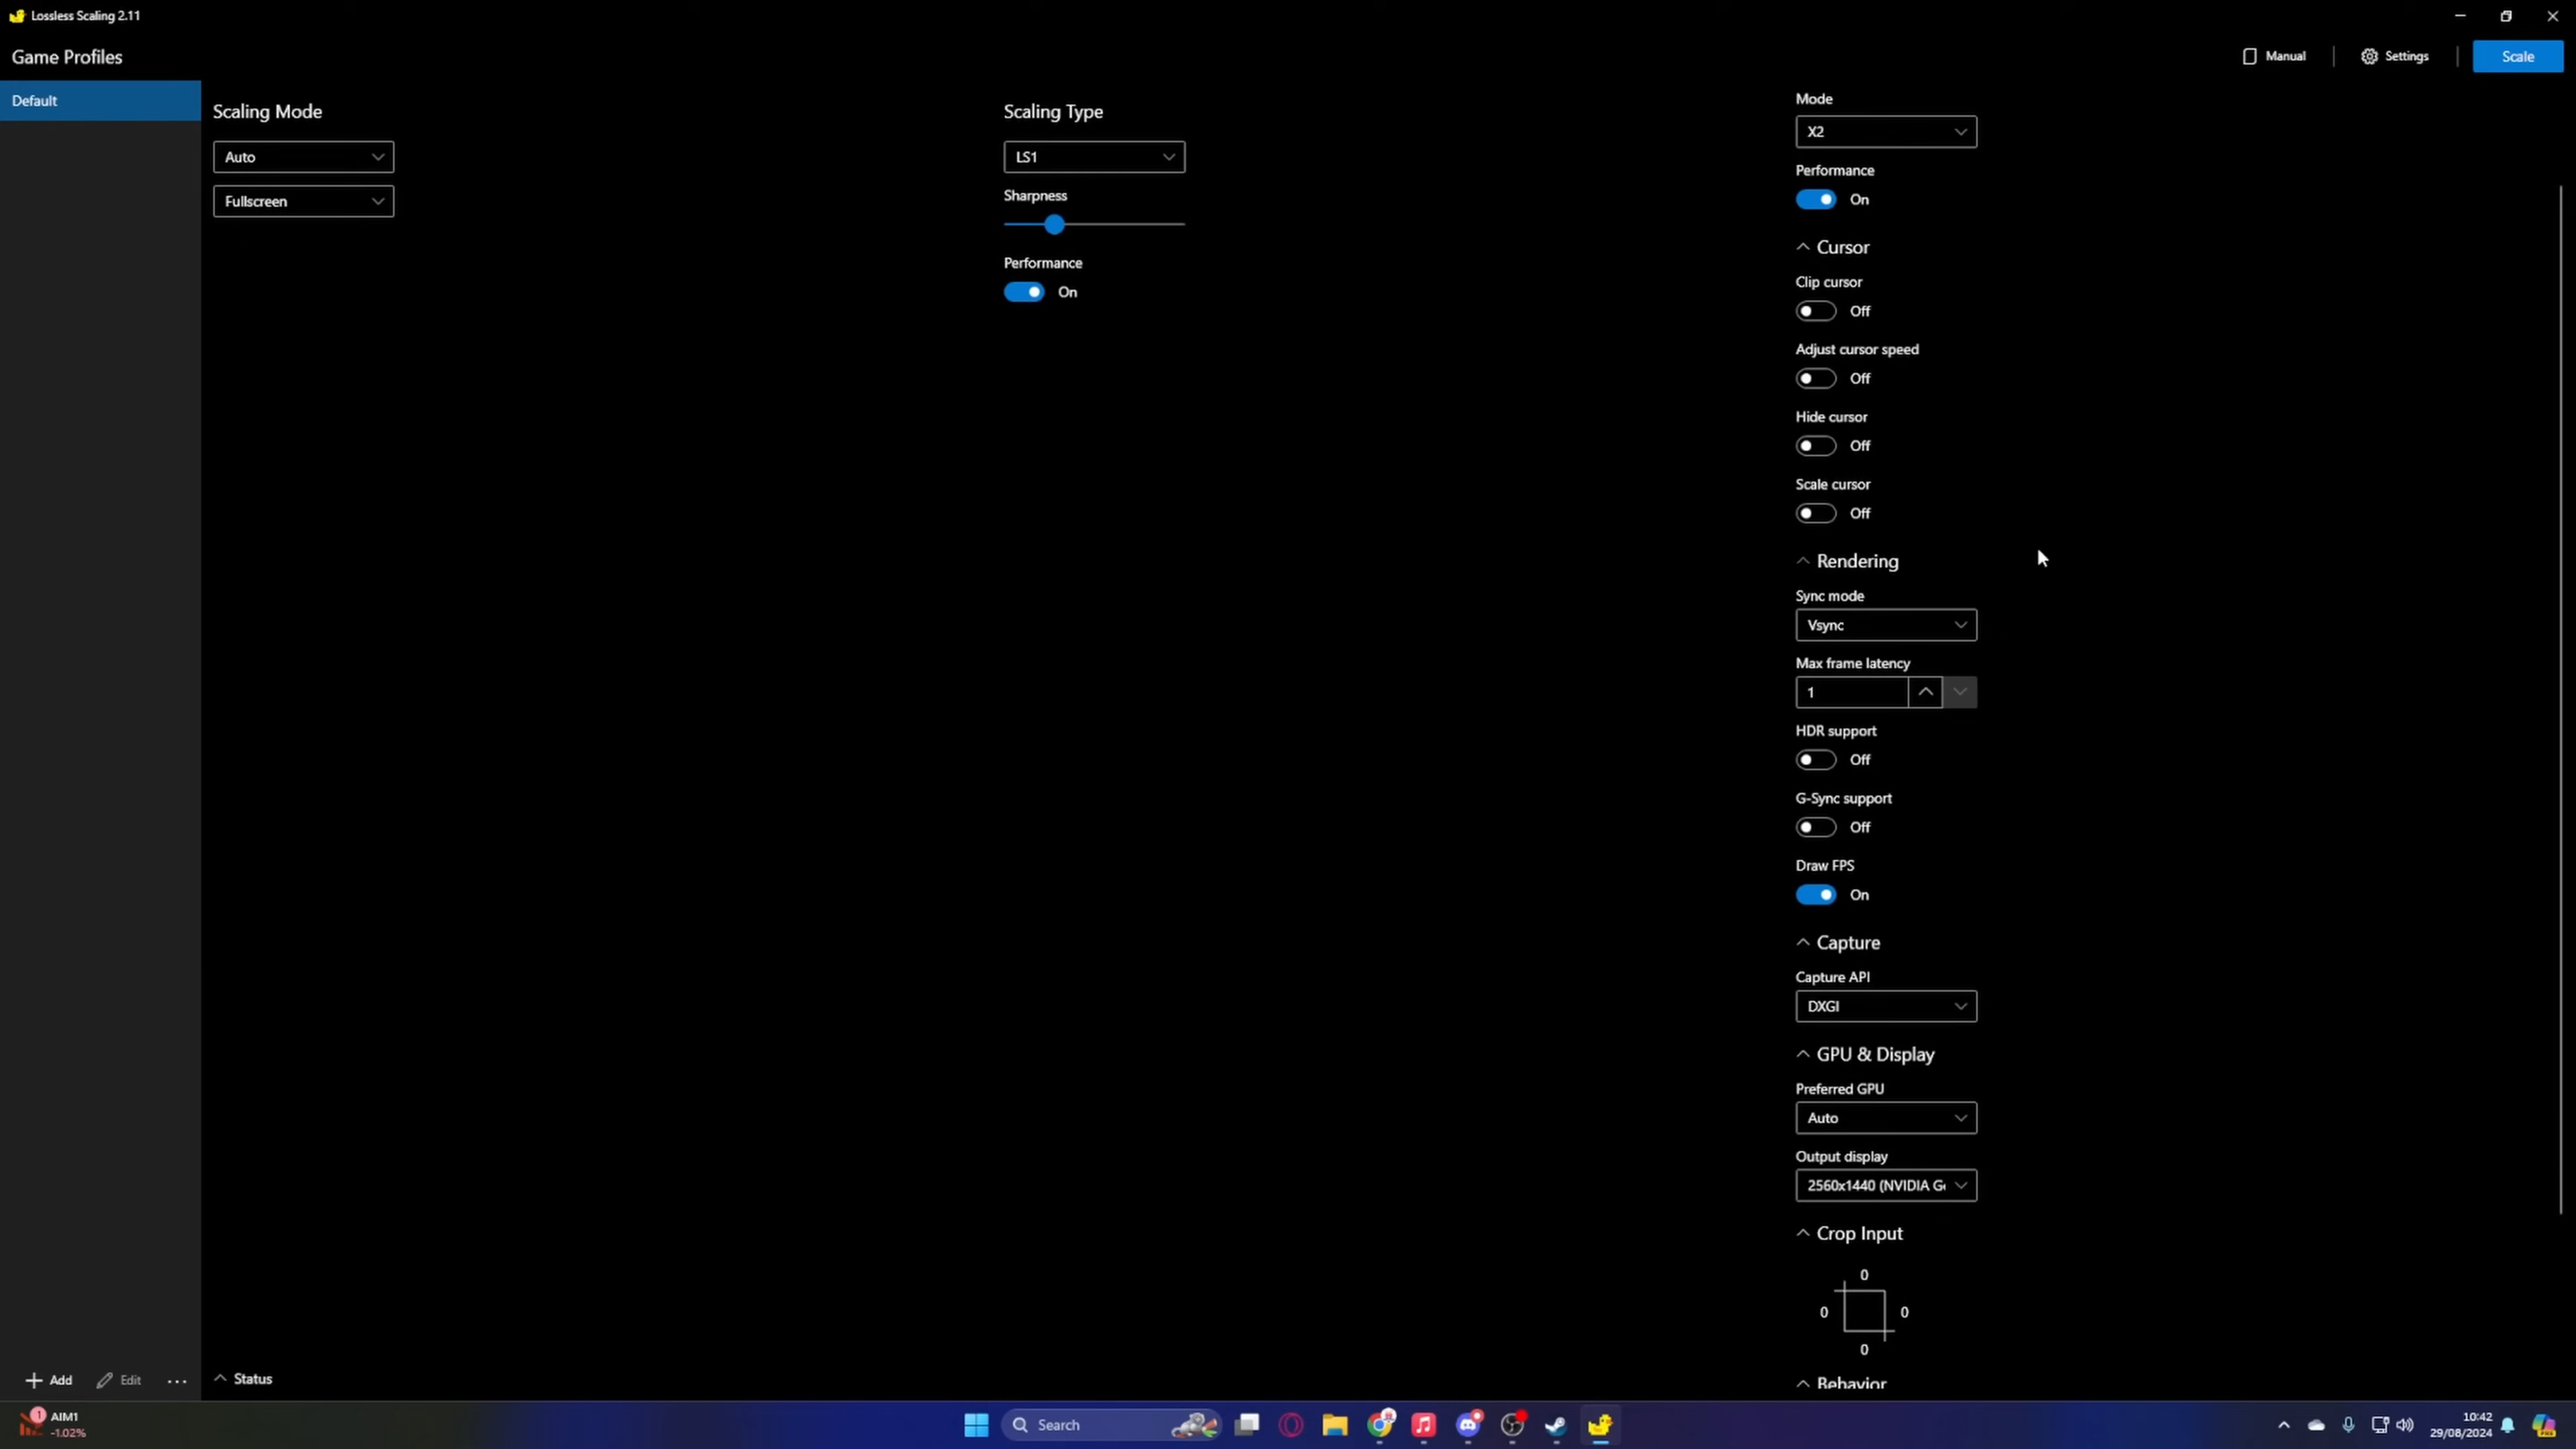 Lossless Scaling 2.11
Game Profiles
Manual
Settings
Scale
Default
Scaling Mode
Auto
Fullscreen
Scaling Type
LS1
Sharpness
Performance
On
Mode
X2
Performance
On
Cursor
Clip cursor
Off
Adjust cursor speed
Off
Hide cursor
Off
Scale cursor
Off
Rendering
Sync mode
Vsync
Max frame latency
1
HDR support
Off
G-Sync support
Off
Draw FPS
On
Capture
Capture API
DXGI
GPU & Display
Preferred GPU
Auto
Output display
2560x1440 (NVIDIA G
Crop Input
0
0 0
0
Behavior
Add
Edit
Status
1
AIM1
-1.02%
Search
10:42
29/08/2024